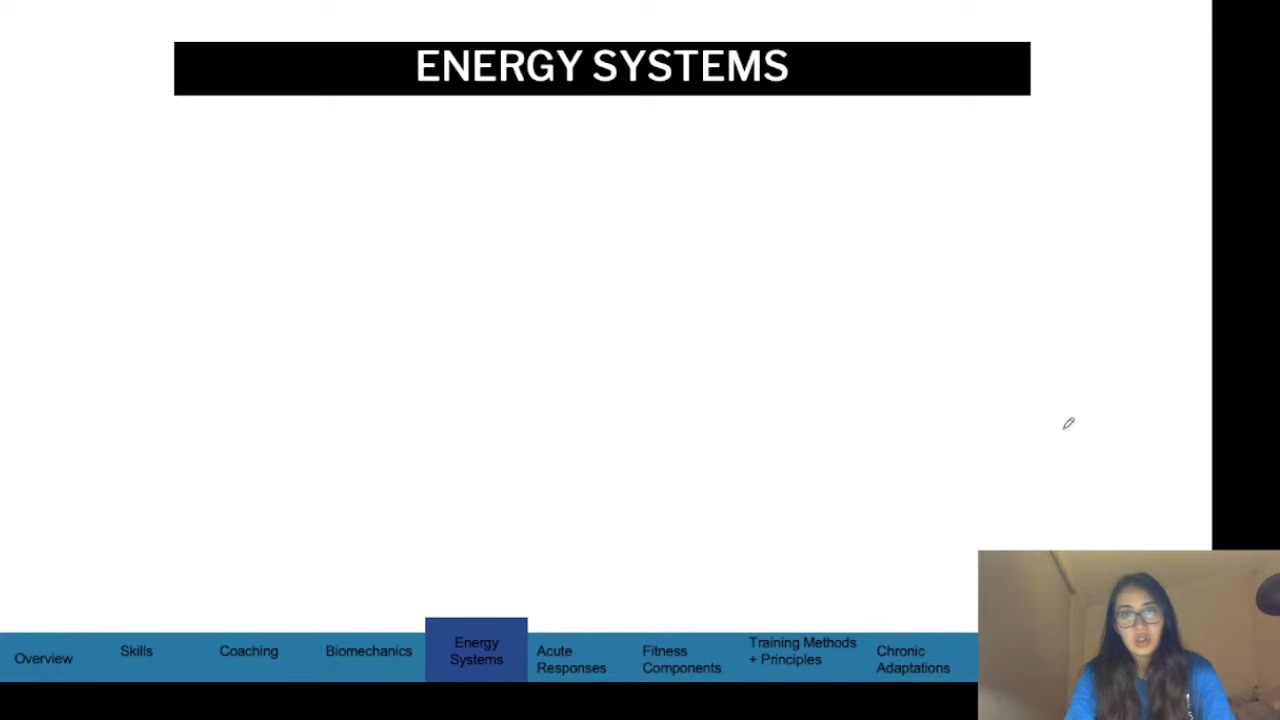 ENERGY SYSTEMS
Overview
Skills
Coaching
Biomechanics
Energy
Systems
Acute
Responses
Fitness
Components
Training Methods
+ Principles
Chronic
Adaptations